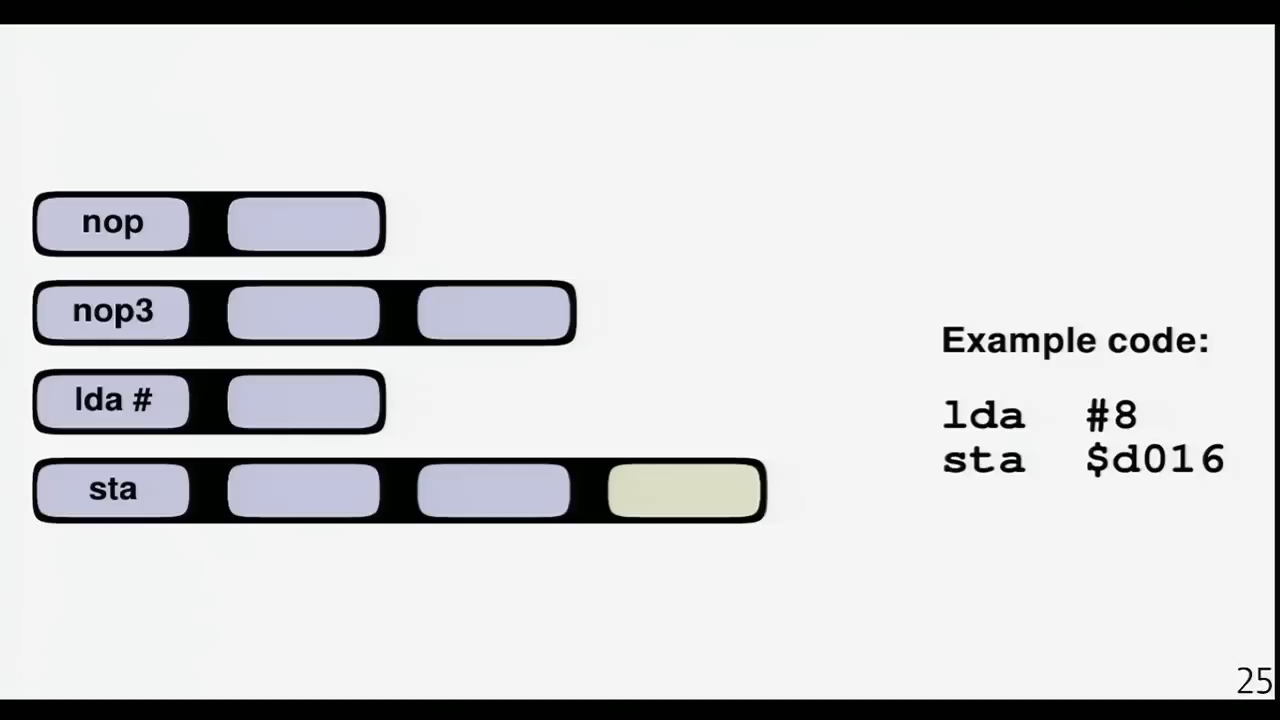 nop
nop3
lda #
sta
Example code:
lda #8
sta $d016
25